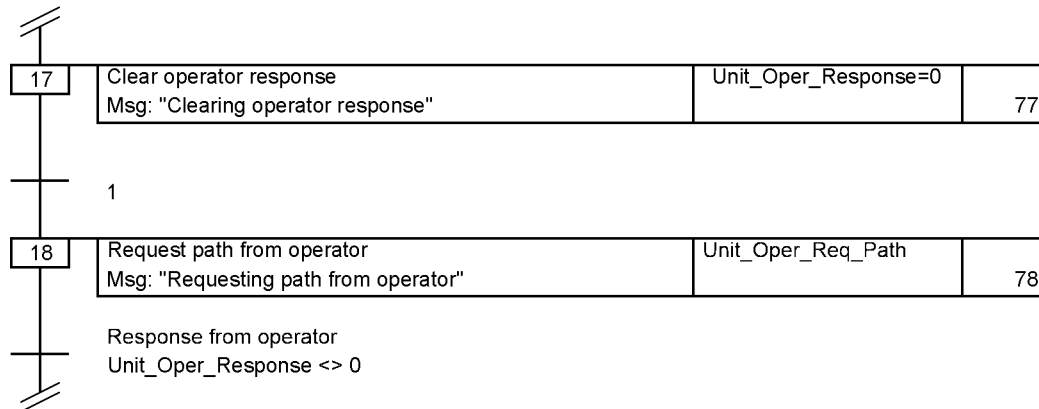 17
Clear operator response
Unit_Oper_Response=0
Msg: "Clearing operator response"
77
1
18
Request path from operator
Unit_Oper_Req_Path
Msg: "Requesting path from operator"
78
Response from operator
Unit_Oper_Response <> 0